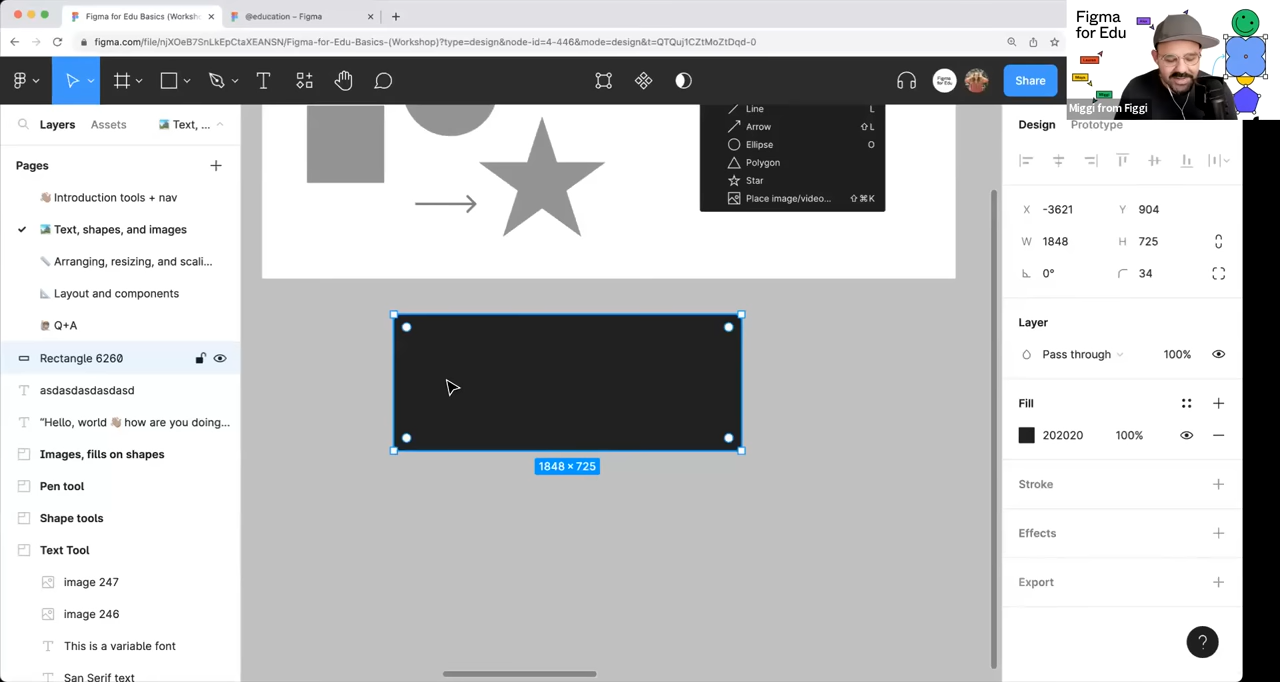 Figma for Edu Basics (Worksh
@education – Figma
figma.com/file/njXOeB7SnLkEpCtaXEANSN/Figma-for-Edu-Basics-(Workshop)?type=design&node-id=4-446&mode=design&t=QTQuj1CZtMoZtDqd-0
Figma
for Edu
Miggi from Figgi
Share
Layers
Assets
Text, ...
Pages
Introduction tools + nav
Text, shapes, and images
Arranging, resizing, and scali...
Layout and components
Q+A
Rectangle 6260
asdasdasdasdasd
"Hello, world 👋🏽 how are you doing...
Images, fills on shapes
Pen tool
Shape tools
Text Tool
image 247
image 246
This is a variable font
San Serif text
Line L
Arrow ⇧L
Ellipse O
Polygon
Star
Place image/video... ⇧⌘K
1848 × 725
Design
Prototype
X -3621 Y 904
W 1848 H 725
0° 34
Layer
Pass through 100%
Fill
202020 100%
Stroke
Effects
Export
?